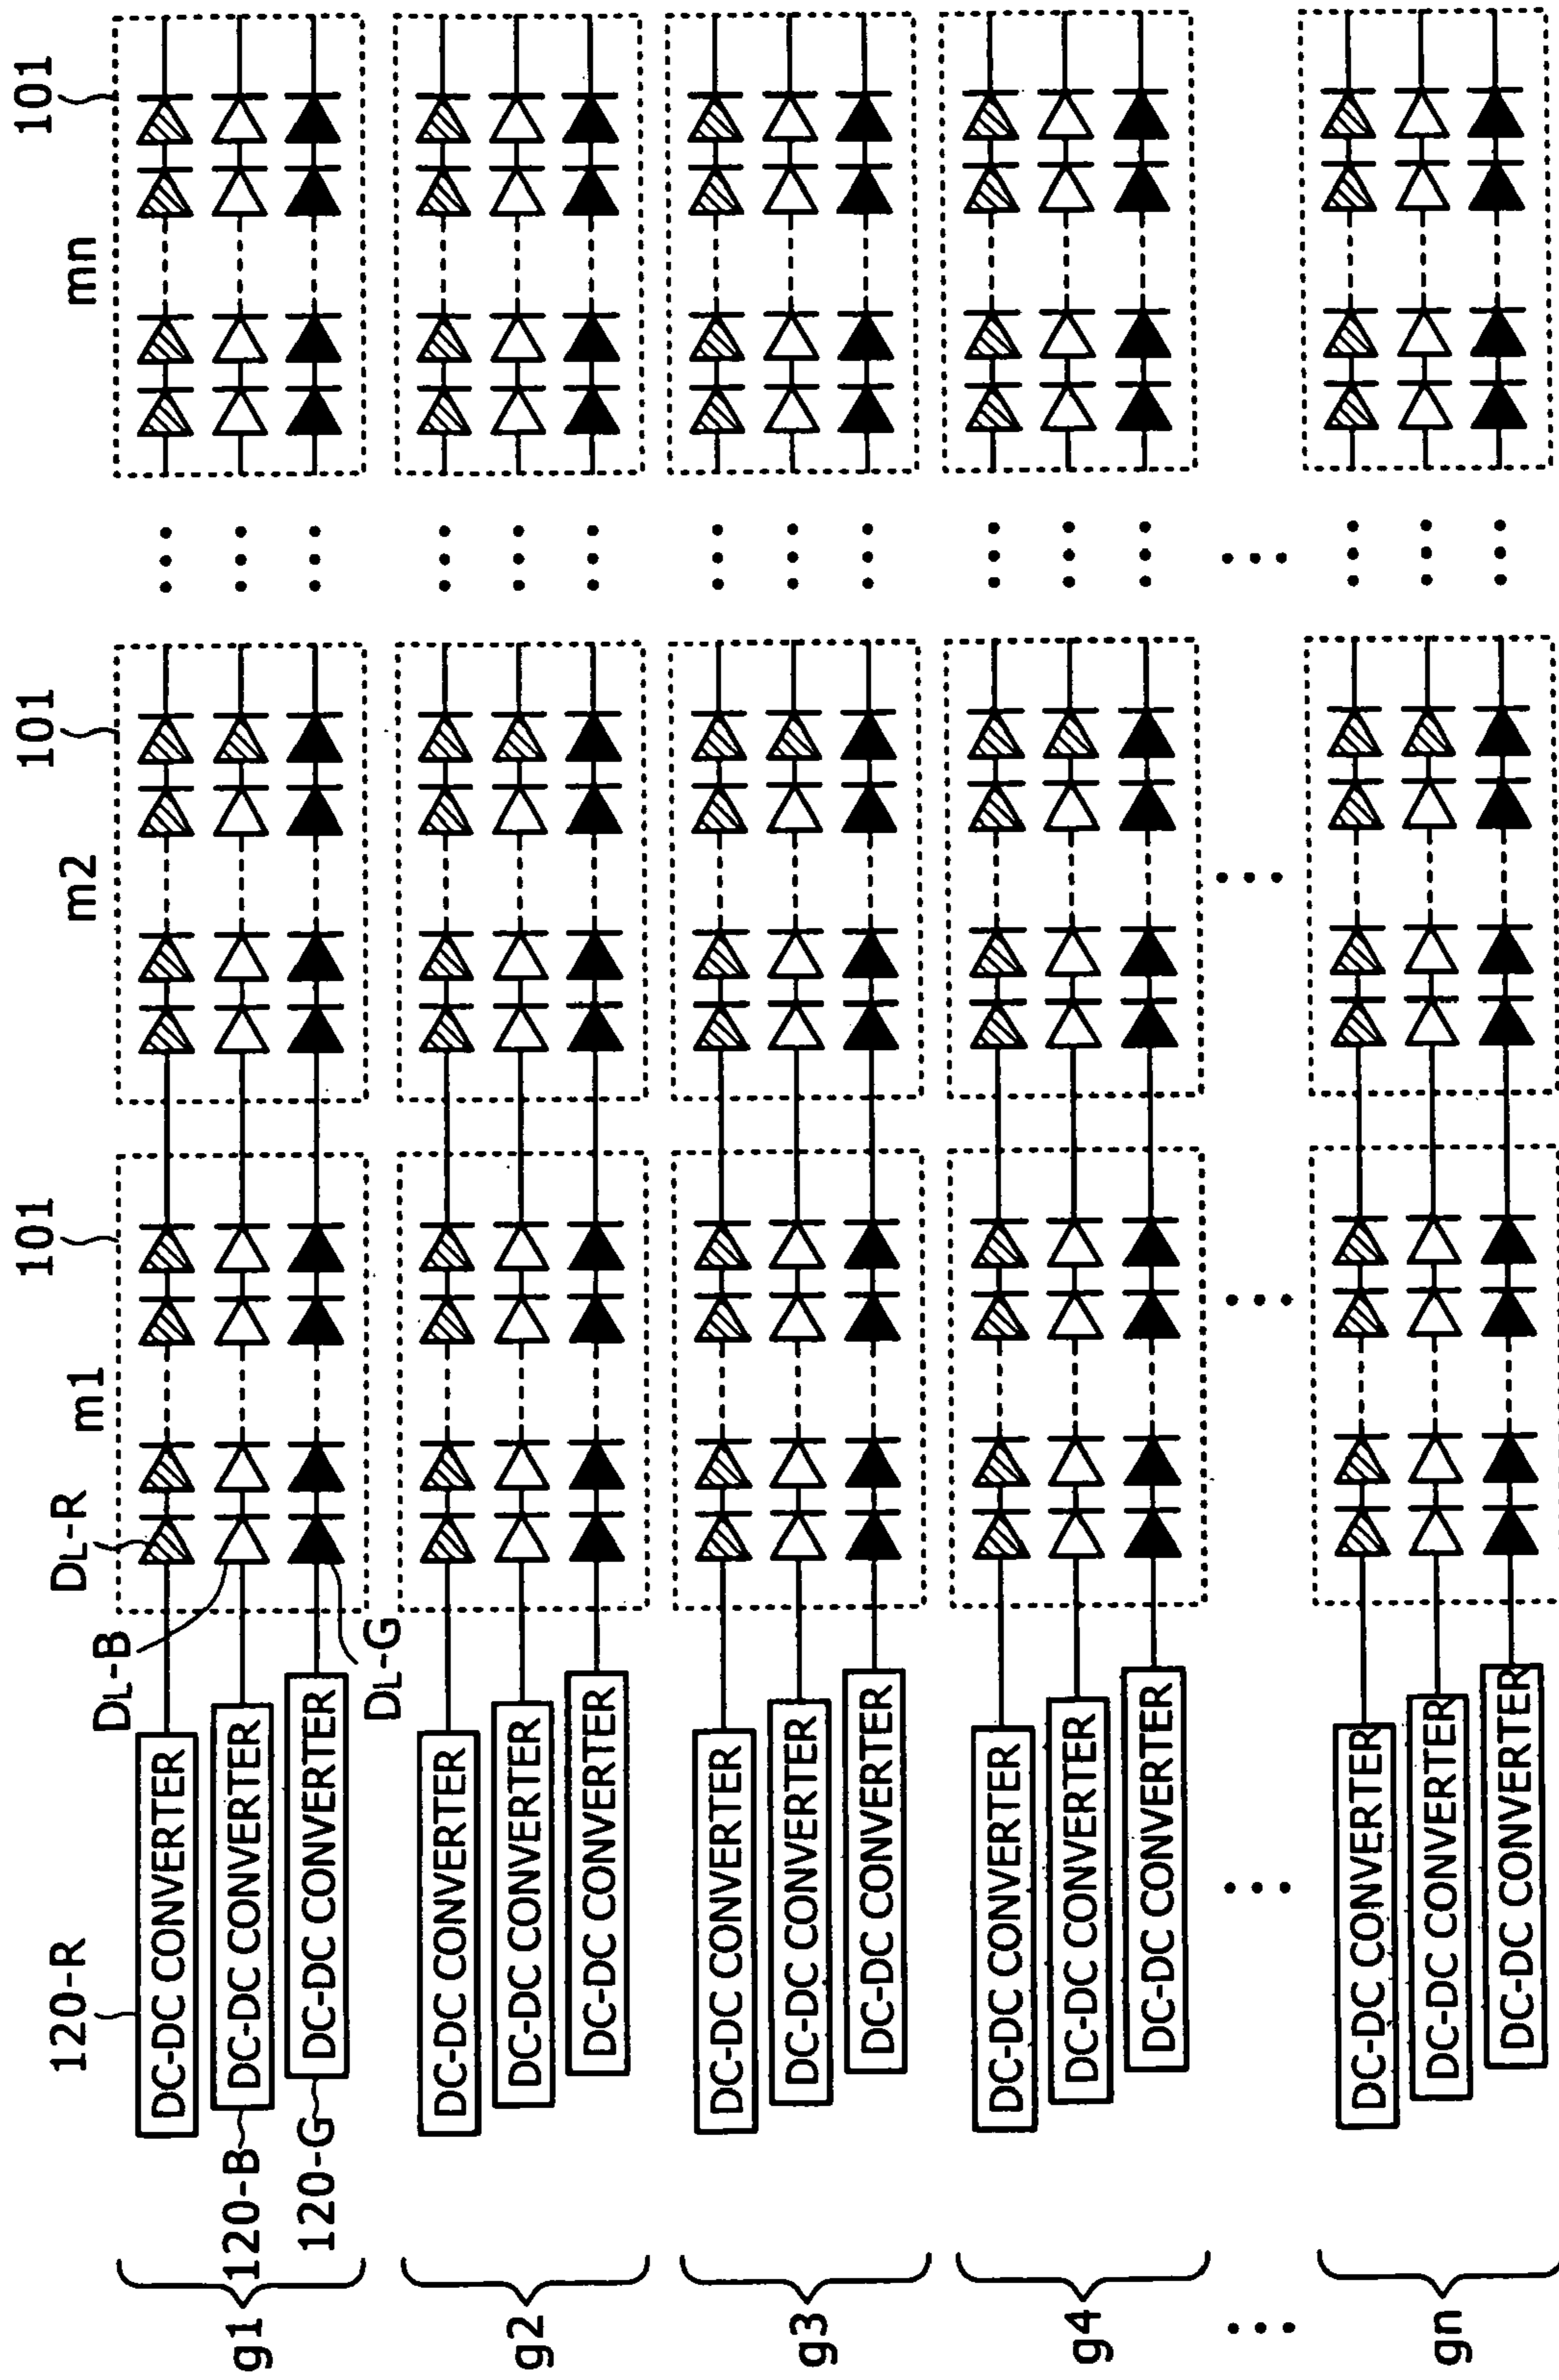 101
101
101
m1
m2
mn
DL-R
DL-B
DL-G
120-R
120-B
120-G
g1
DC-DC CONVERTER
DC-DC CONVERTER
DC-DC CONVERTER
g2
DC-DC CONVERTER
DC-DC CONVERTER
DC-DC CONVERTER
g3
DC-DC CONVERTER
DC-DC CONVERTER
DC-DC CONVERTER
g4
DC-DC CONVERTER
DC-DC CONVERTER
DC-DC CONVERTER
gn
DC-DC CONVERTER
DC-DC CONVERTER
DC-DC CONVERTER